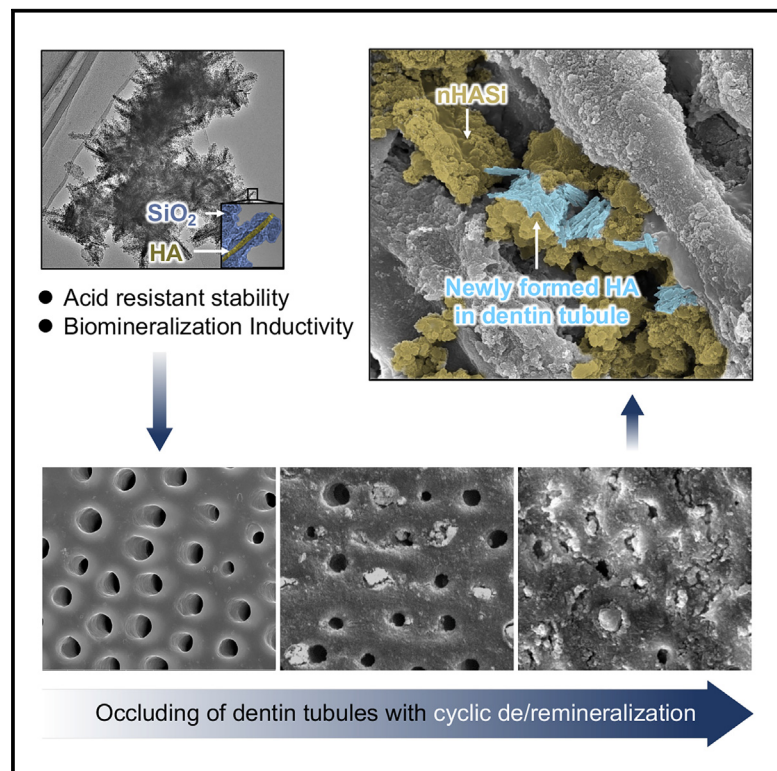 SiO₂
HA
● Acid resistant stability
● Biomineralization Inductivity
nHASi
Newly formed HA
in dentin tubule
Occluding of dentin tubules with cyclic de/remineralization